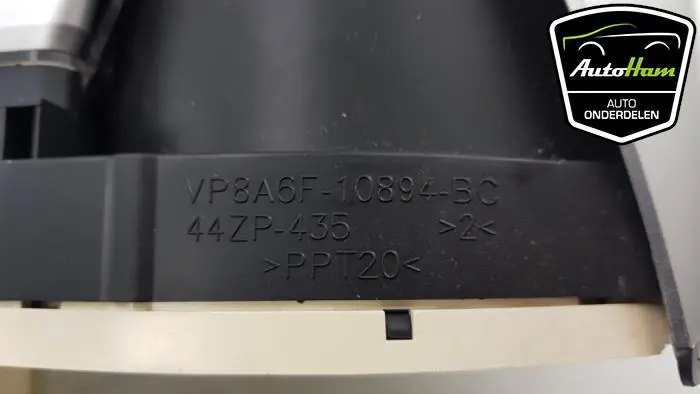 AutoHam
AUTO
ONDERDELEN
VP8A6F-10894-BC
44ZP-435 >2<
>PPT20<